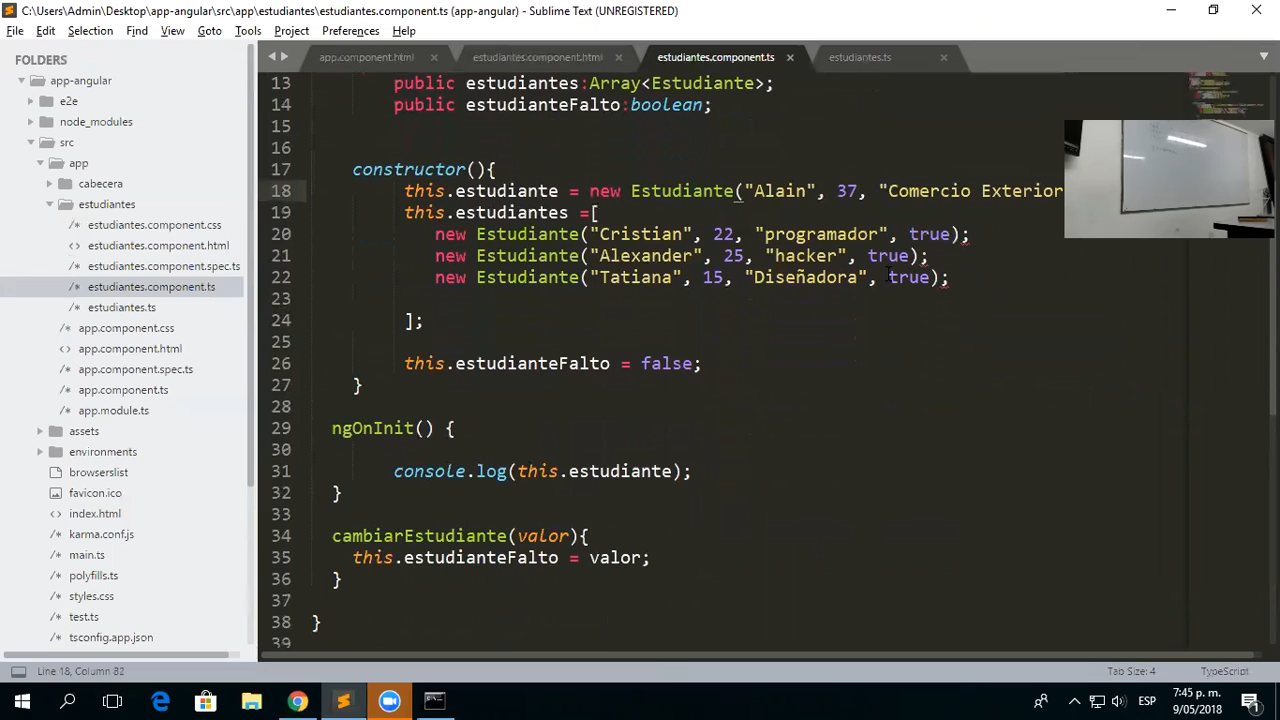 C:\Users\Admin\Desktop\app-angular\src\app\estudiantes\estudiantes.component.ts (app-angular) - Sublime Text (UNREGISTERED)
File Edit Selection Find View Goto Tools Project Preferences Help
FOLDERS
app-angular
e2e
node_modules
src
app
cabecera
estudiantes
estudiantes.component.css
estudiantes.component.html
estudiantes.component.spec.ts
estudiantes.component.ts
estudiantes.ts
app.component.css
app.component.html
app.component.spec.ts
app.component.ts
app.module.ts
assets
environments
browserslist
favicon.ico
index.html
karma.conf.js
main.ts
polyfills.ts
styles.css
test.ts
tsconfig.app.json
app.component.html estudiantes.component.html estudiantes.component.ts estudiantes.ts
13 public estudiantes:Array<Estudiante>;
14 public estudianteFalto:boolean;
15
16
17 constructor(){
18 this.estudiante = new Estudiante("Alain", 37, "Comercio Exterior
19 this.estudiantes =[
20 new Estudiante("Cristian", 22, "programador", true);
21 new Estudiante("Alexander", 25, "hacker", true);
22 new Estudiante("Tatiana", 15, "Diseñadora", true);
23
24 ];
25
26 this.estudianteFalto = false;
27 }
28
29 ngOnInit() {
30
31 console.log(this.estudiante);
32 }
33
34 cambiarEstudiante(valor){
35 this.estudianteFalto = valor;
36 }
37
38 }
39
Line 18, Column 82 Tab Size: 4 TypeScript
ESP 7:45 p. m.
9/05/2018